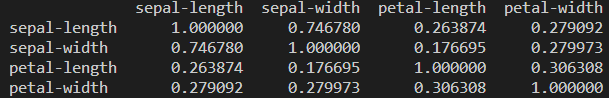 sepal-length sepal-width petal-length petal-width
sepal-length 1.000000 0.746780 0.263874 0.279092
sepal-width 0.746780 1.000000 0.176695 0.279973
petal-length 0.263874 0.176695 1.000000 0.306308
petal-width 0.279092 0.279973 0.306308 1.000000